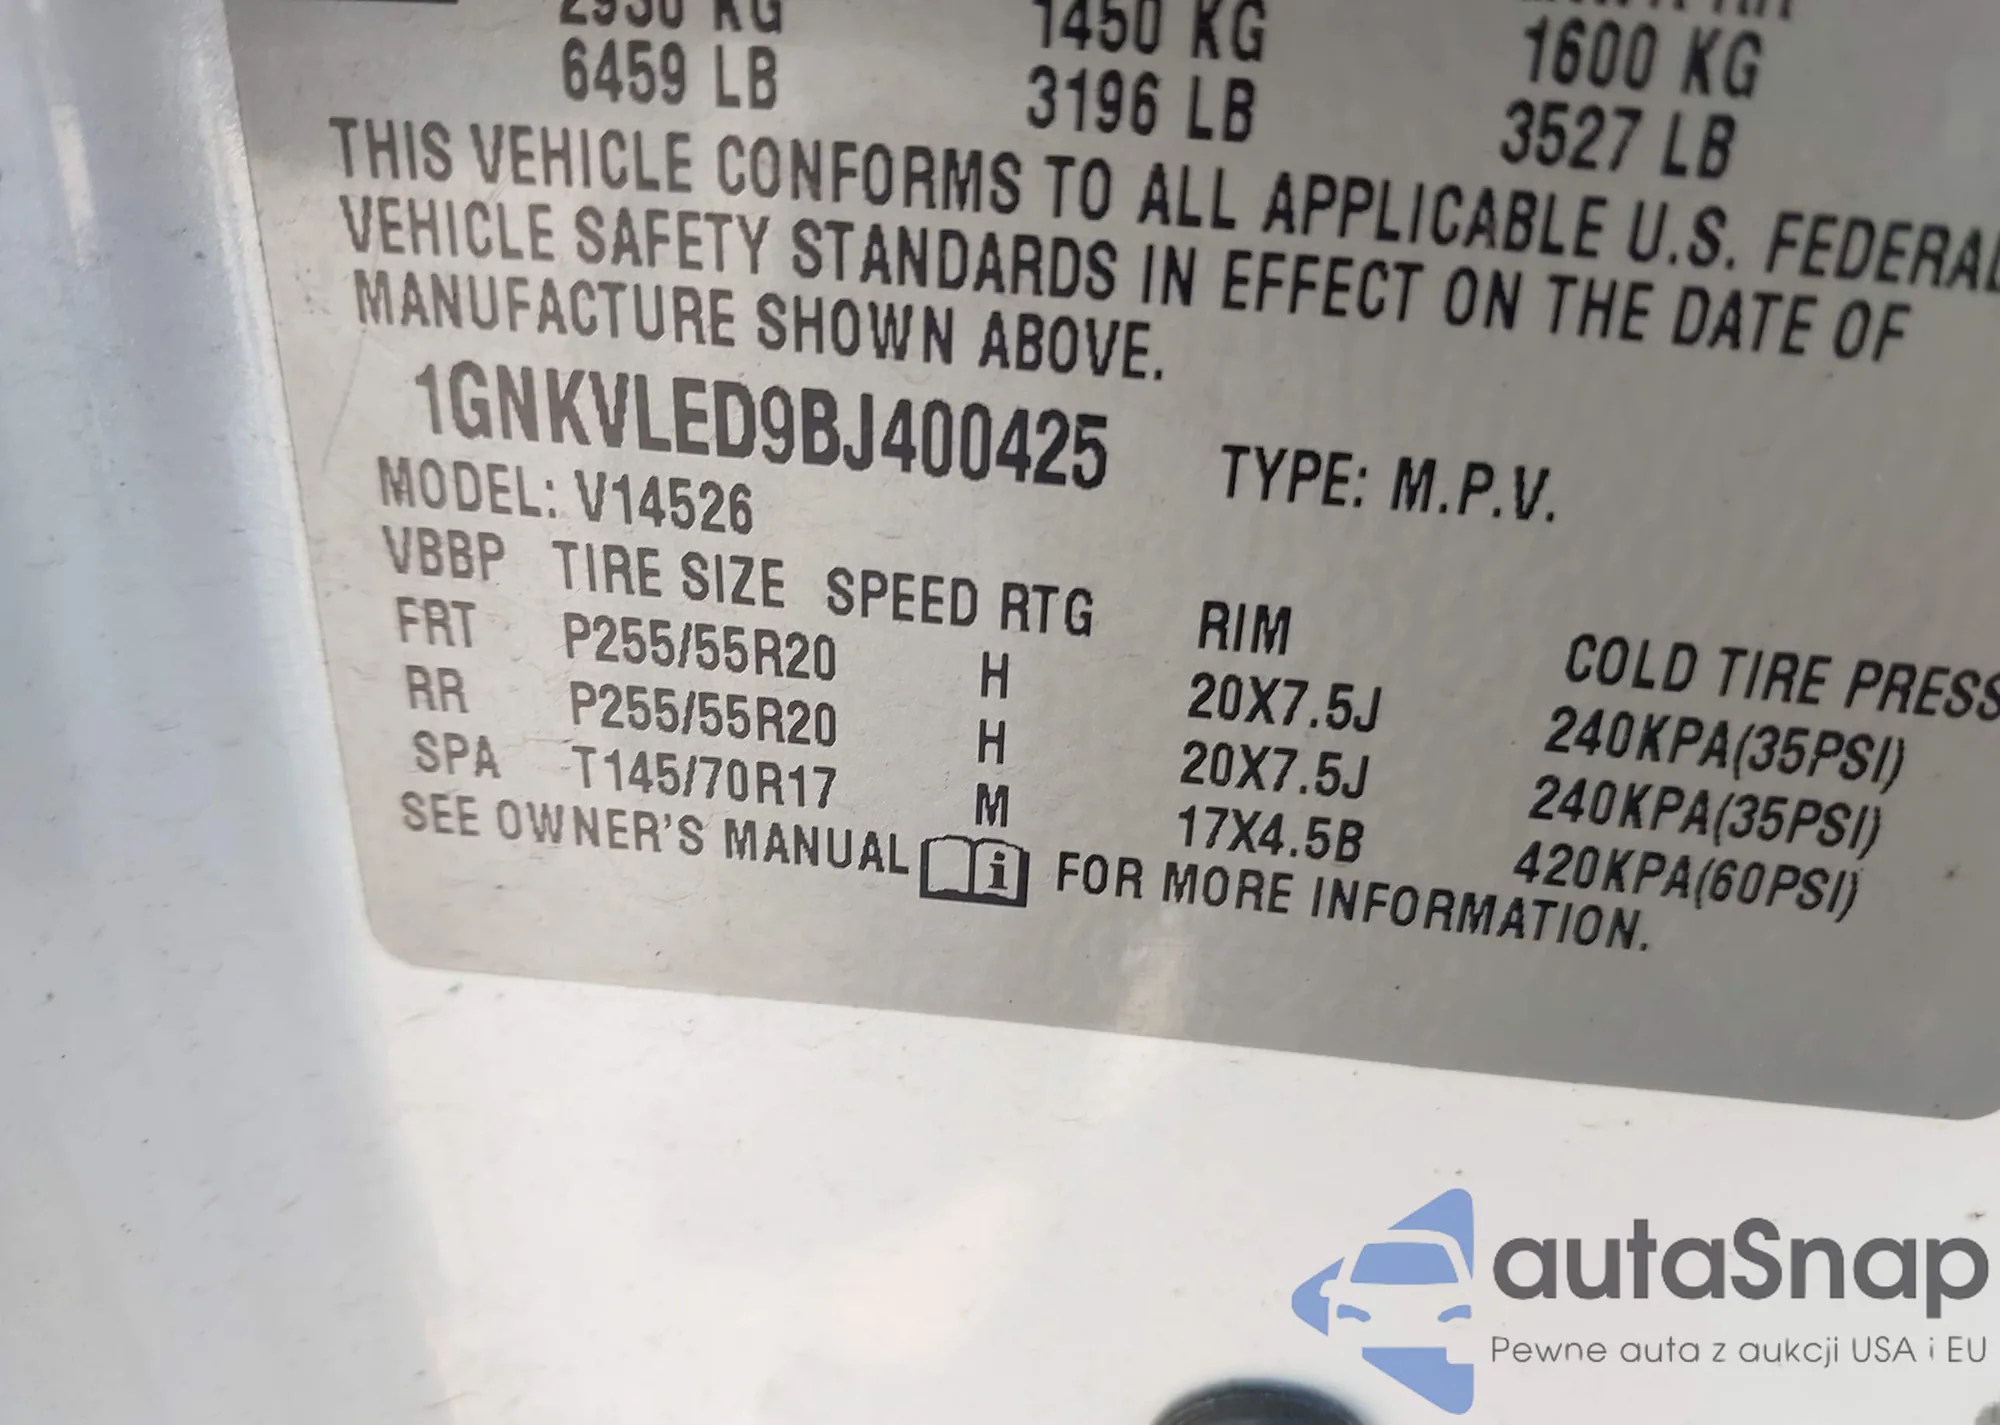 2930 KG 1450 KG 1600 KG
6459 LB 3196 LB 3527 LB
THIS VEHICLE CONFORMS TO ALL APPLICABLE U.S. FEDERAL
VEHICLE SAFETY STANDARDS IN EFFECT ON THE DATE OF
MANUFACTURE SHOWN ABOVE.
1GNKVLED9BJ400425 TYPE: M.P.V.
MODEL: V14526
VBBP TIRE SIZE SPEED RTG RIM COLD TIRE PRESS
FRT P255/55R20 H 20X7.5J 240KPA(35PSI)
RR P255/55R20 H 20X7.5J 240KPA(35PSI)
SPA T145/70R17 M 17X4.5B 420KPA(60PSI)
SEE OWNER'S MANUAL i FOR MORE INFORMATION.
autaSnap
Pewne auta z aukcji USA i EU